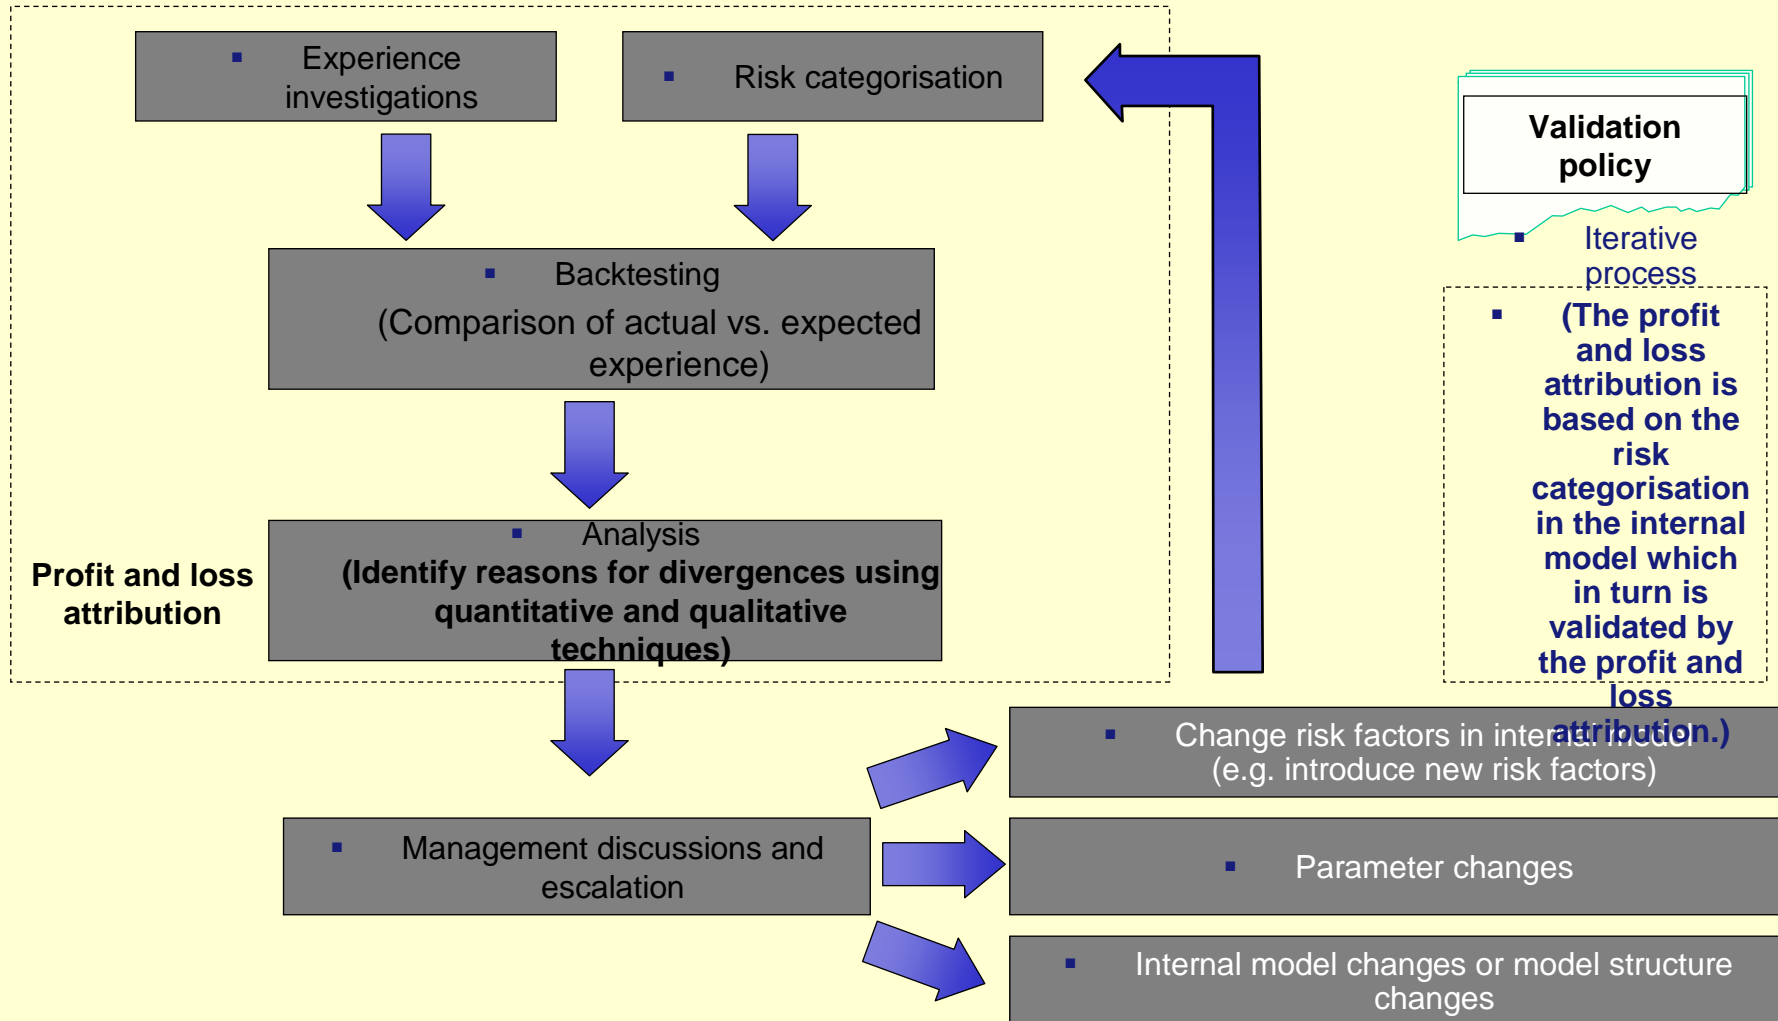 ▪ Experience
investigations
▪ Risk categorisation
▪ Backtesting
(Comparison of actual vs. expected
experience)
▪ Analysis
(Identify reasons for divergences using
quantitative and qualitative
techniques)
Profit and loss
attribution
▪ Management discussions and
escalation
Validation
policy
▪ Iterative
process
▪ (The profit
and loss
attribution is
based on the
risk
categorisation
in the internal
model which
in turn is
validated by
the profit and
loss
attribution.)
▪ Change risk factors in internal model
(e.g. introduce new risk factors)
▪ Parameter changes
▪ Internal model changes or model structure
changes